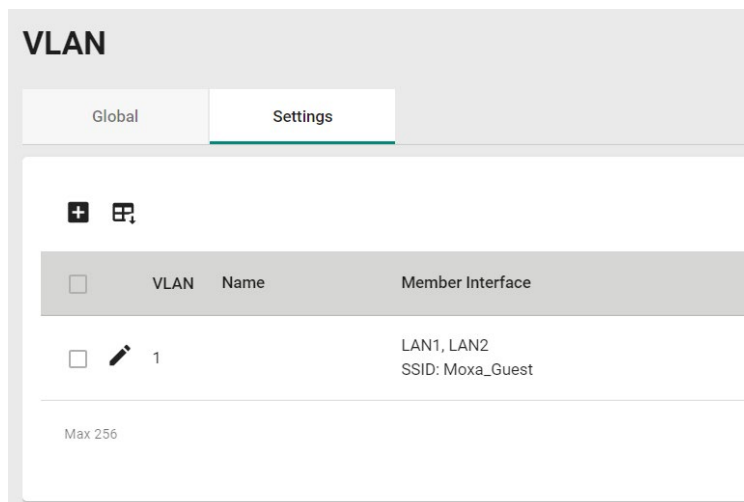 VLAN
Global Settings
VLAN Name Member Interface
1 LAN1, LAN2
SSID: Moxa_Guest
Max 256